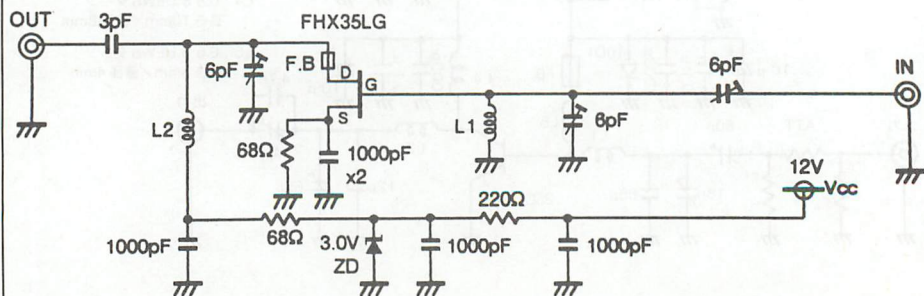 OUT
3pF
FHX35LG
IN
6pF
F.B
D
G
S
6pF
6pF
L2
L1
68Ω
1000pF
x2
12V
Vcc
220Ω
1000pF
68Ω
3.0V
ZD
1000pF
1000pF